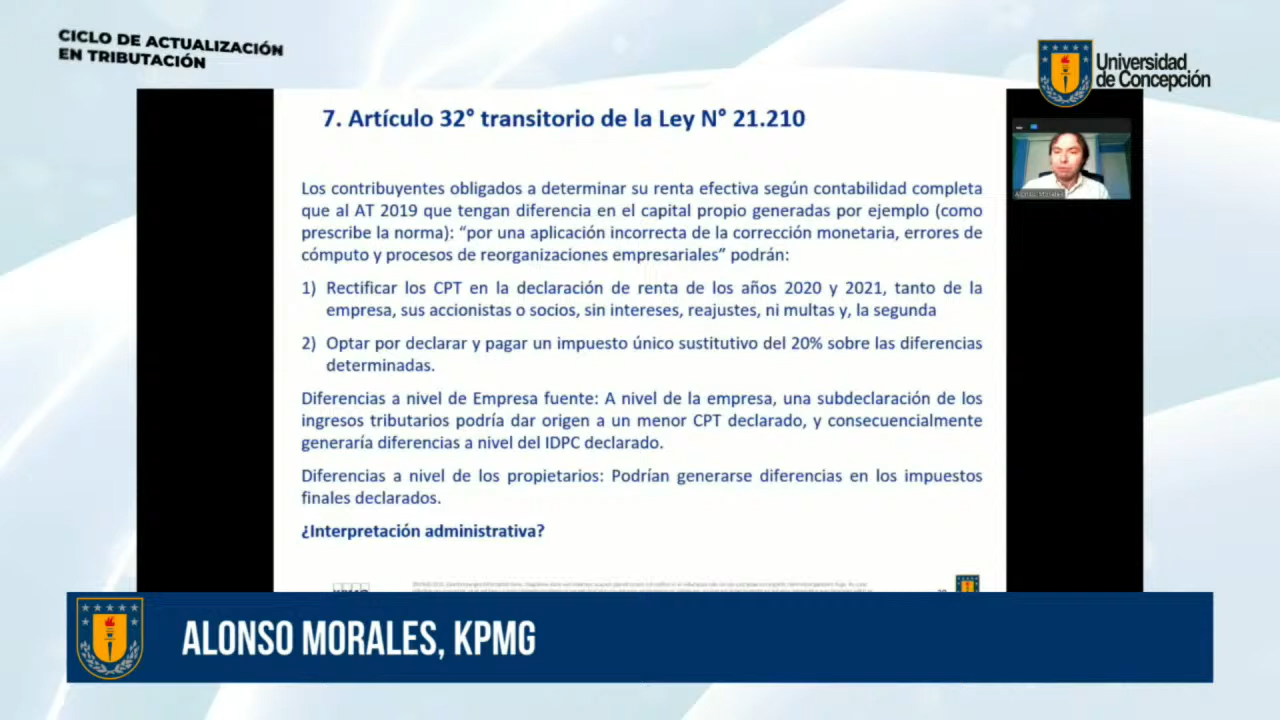 CICLO DE ACTUALIZACIÓN
EN TRIBUTACIÓN
Universidad
de Concepción
7. Artículo 32° transitorio de la Ley N° 21.210
Alonso Morales
Los contribuyentes obligados a determinar su renta efectiva según contabilidad completa
que al AT 2019 que tengan diferencia en el capital propio generadas por ejemplo (como
prescribe la norma): “por una aplicación incorrecta de la corrección monetaria, errores de
cómputo y procesos de reorganizaciones empresariales” podrán:
1) Rectificar los CPT en la declaración de renta de los años 2020 y 2021, tanto de la
empresa, sus accionistas o socios, sin intereses, reajustes, ni multas y, la segunda
2) Optar por declarar y pagar un impuesto único sustitutivo del 20% sobre las diferencias
determinadas.
Diferencias a nivel de Empresa fuente: A nivel de la empresa, una subdeclaración de los
ingresos tributarios podría dar origen a un menor CPT declarado, y consecuencialmente
generaría diferencias a nivel del IDPC declarado.
Diferencias a nivel de los propietarios: Podrían generarse diferencias en los impuestos
finales declarados.
¿Interpretación administrativa?
ALONSO MORALES, KPMG